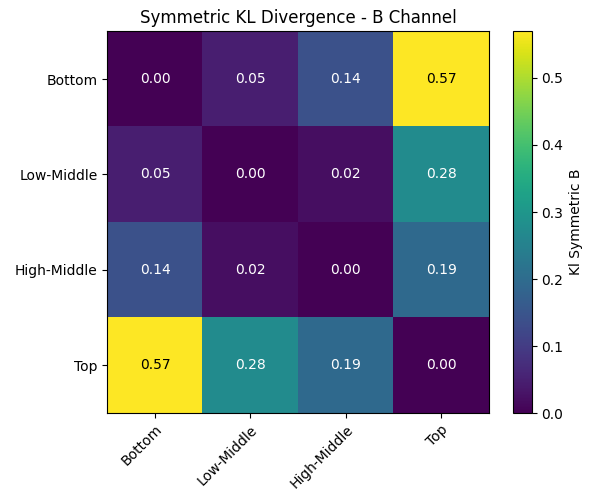 Symmetric KL Divergence - B Channel
Bottom 0.00 0.05 0.14 0.57
Low-Middle 0.05 0.00 0.02 0.28
High-Middle 0.14 0.02 0.00 0.19
Top 0.57 0.28 0.19 0.00
Bottom Low-Middle High-Middle Top
0.5
0.4
0.3
0.2
0.1
0.0
Kl Symmetric B